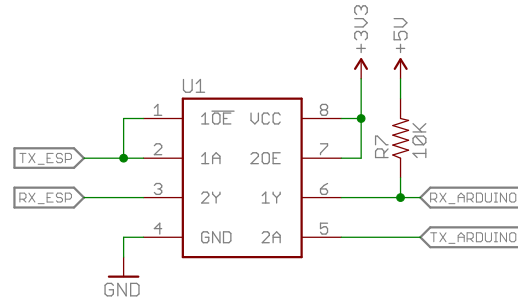 +3V3
+5V
U1
1 1OE VCC 8
TX_ESP 2 1A 2OE 7
R7 10K
RX_ESP 3 2Y 1Y 6 RX_ARDUINO
4 GND 2A 5 TX_ARDUINO
GND